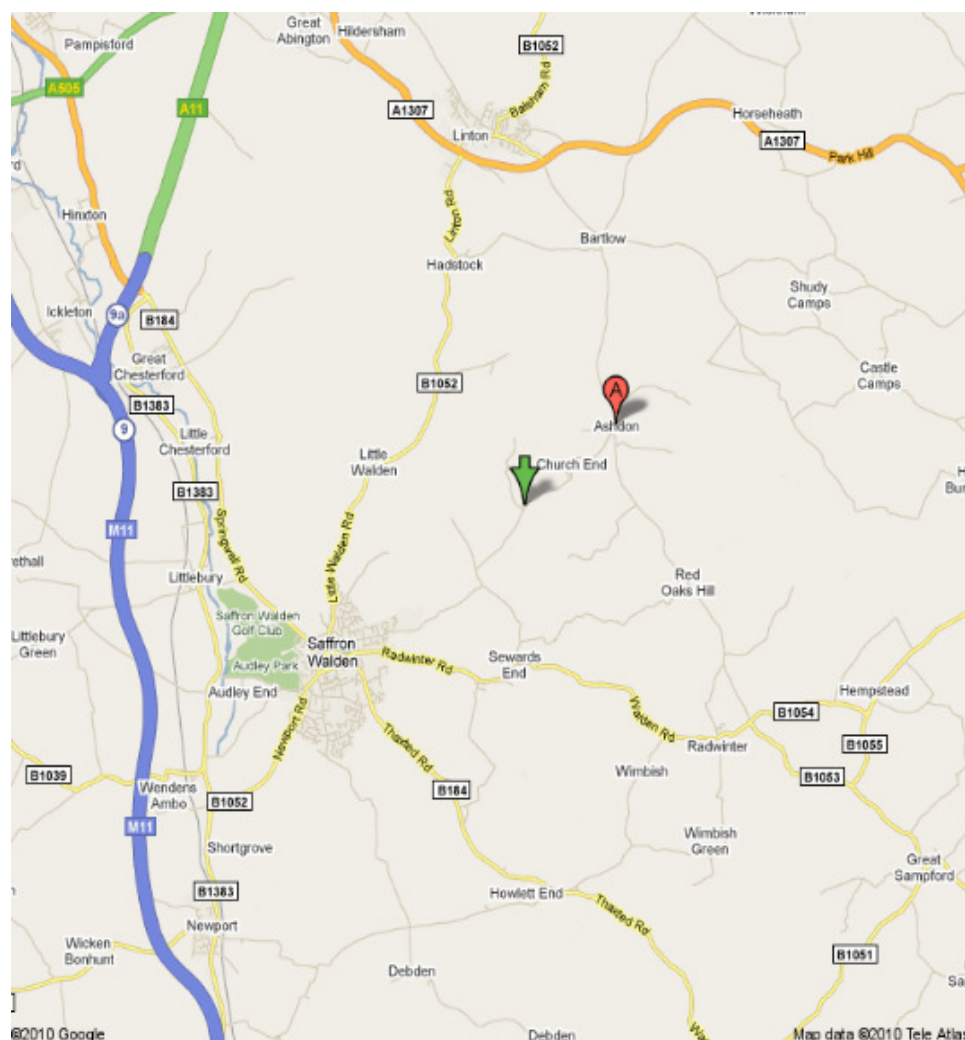 Great
Abington
Hildersham
Pampisford
B1052
Balsham Rd
A505
A11
A1307
Linton
Horseheath
A1307
Park Hill
Hinxton
Linton Rd
Bartlow
Hadstock
Shudy
Camps
Ickleton
9a
B184
Great
Chesterford
Castle
Camps
B1052
A
B1383
9
Little
Chesterford
Ashdon
Little
Walden
Church End
B1383
M11
Springwell Rd
Little Walden Rd
Littlebury
Red
Oaks Hill
Saffron Walden
Golf Club
Littlebury
Green
Saffron
Walden
Audley Park
Radwinter Rd
Sewards
End
Audley End
Hempstead
Newport Rd
Walden Rd
B1054
Thaxted Rd
Radwinter
B1055
B1039
Wimbish
B1053
Wendens
Ambo
B1052
B184
M11
Wimbish
Green
Shortgrove
Great
Sampford
B1383
Howlett End
Thaxted Rd
Newport
Wicken
Bonhunt
B1051
Debden
©2010 Google
Debden
Map data ©2010 Tele Atlas